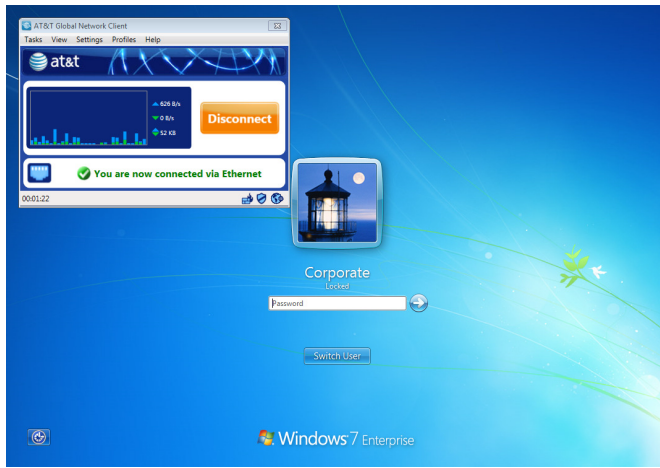 AT&T Global Network Client
Tasks View Settings Profiles Help
at&t
626 B/s
0 B/s
52 KB
Disconnect
You are now connected via Ethernet
00:01:22
Corporate
Locked
Password
Switch User
Windows 7 Enterprise